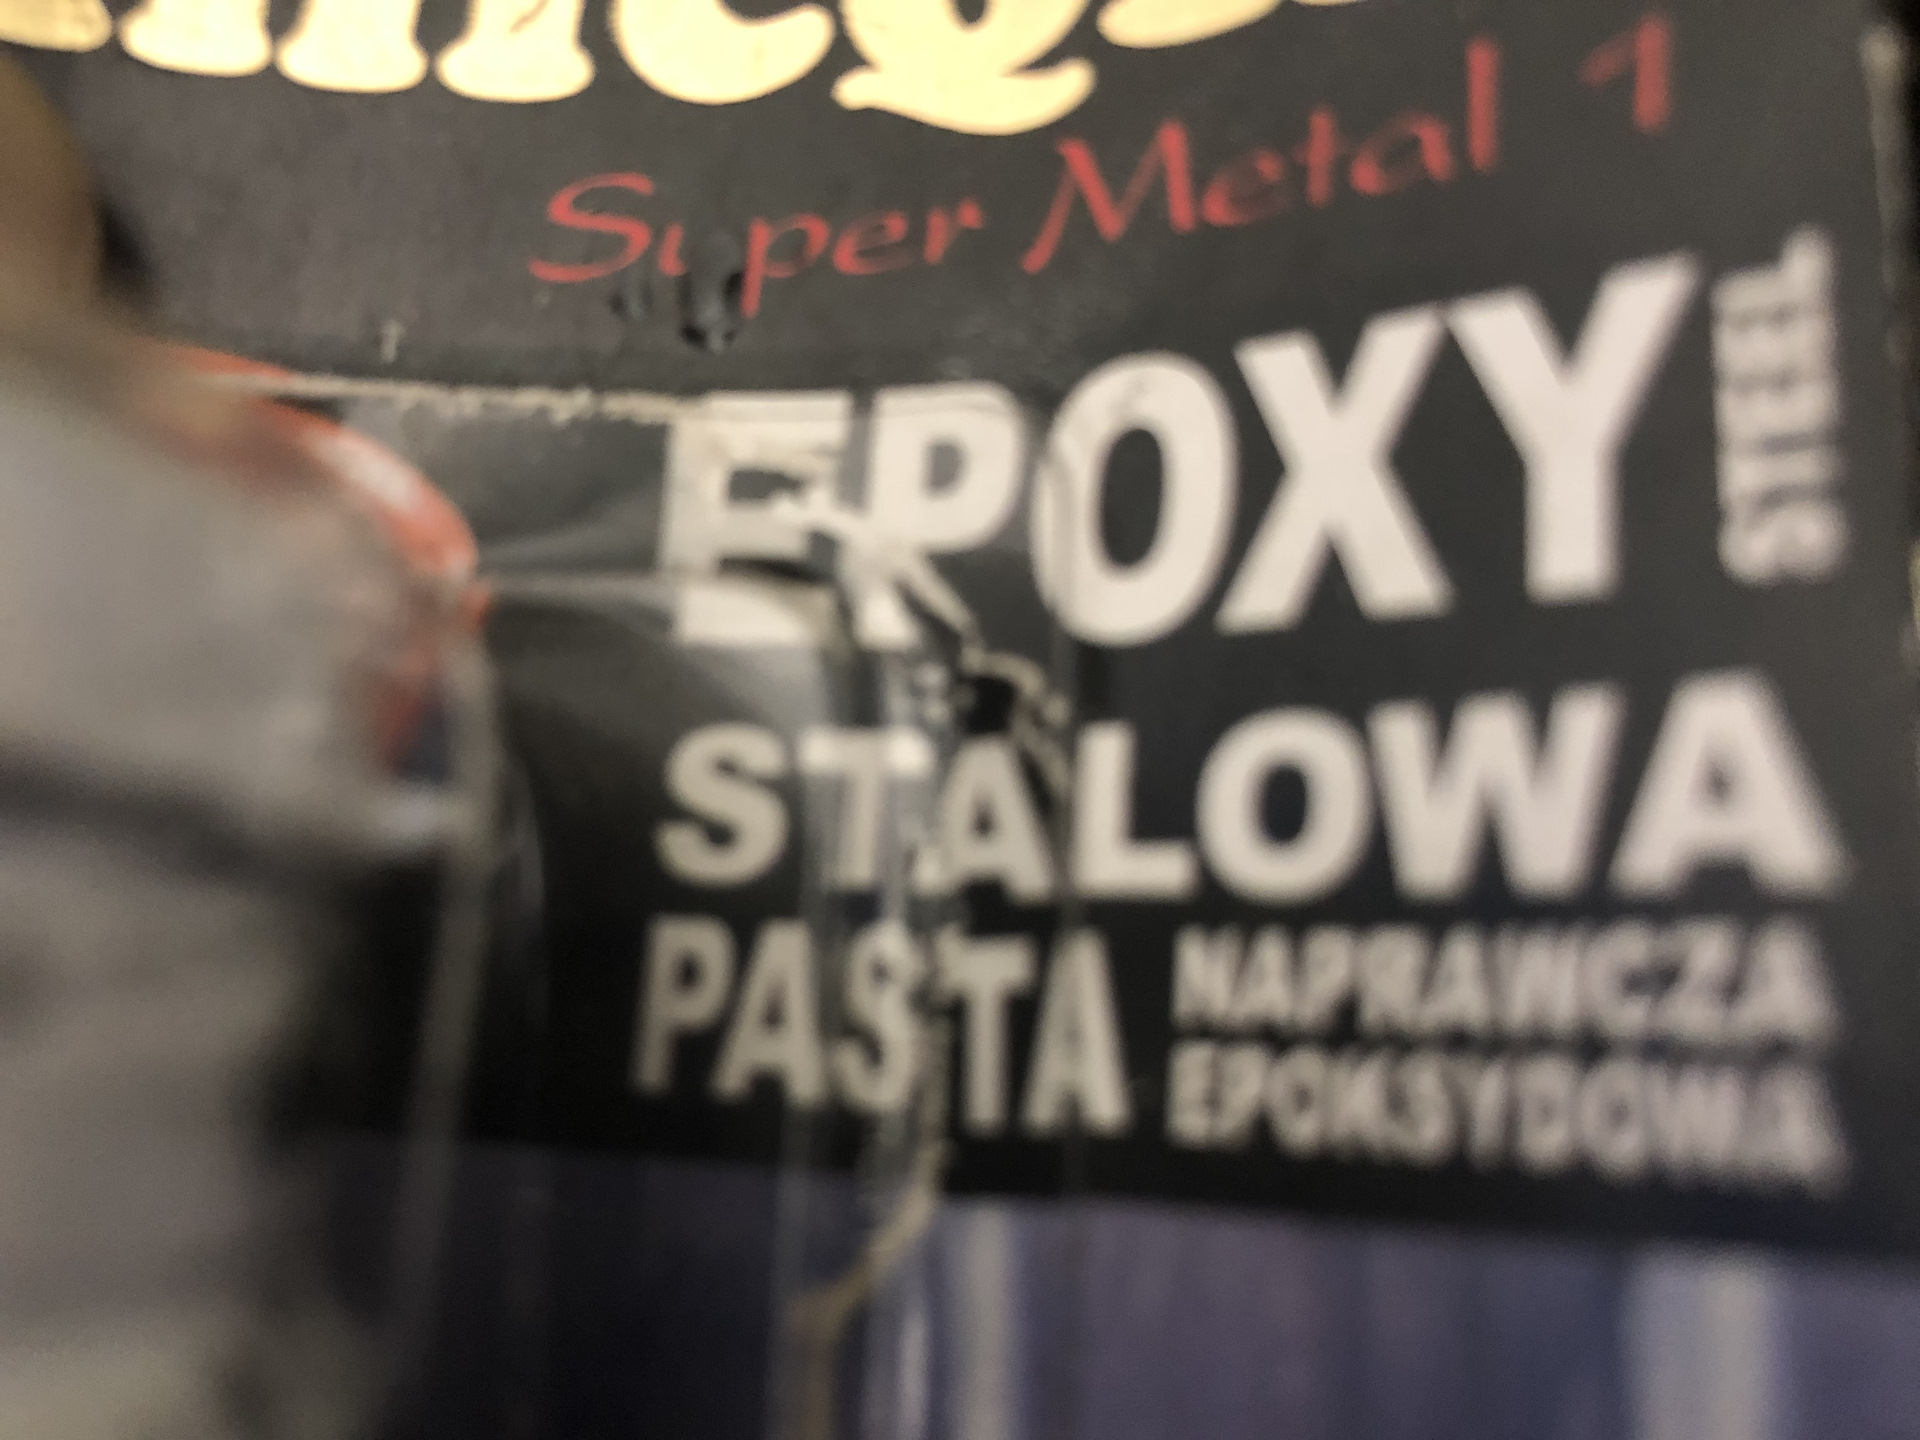 Super Metal 1
EPOXY
STEEL
STALOWA
PASTA
NAPRAWCZA
EPOKSYDOWA